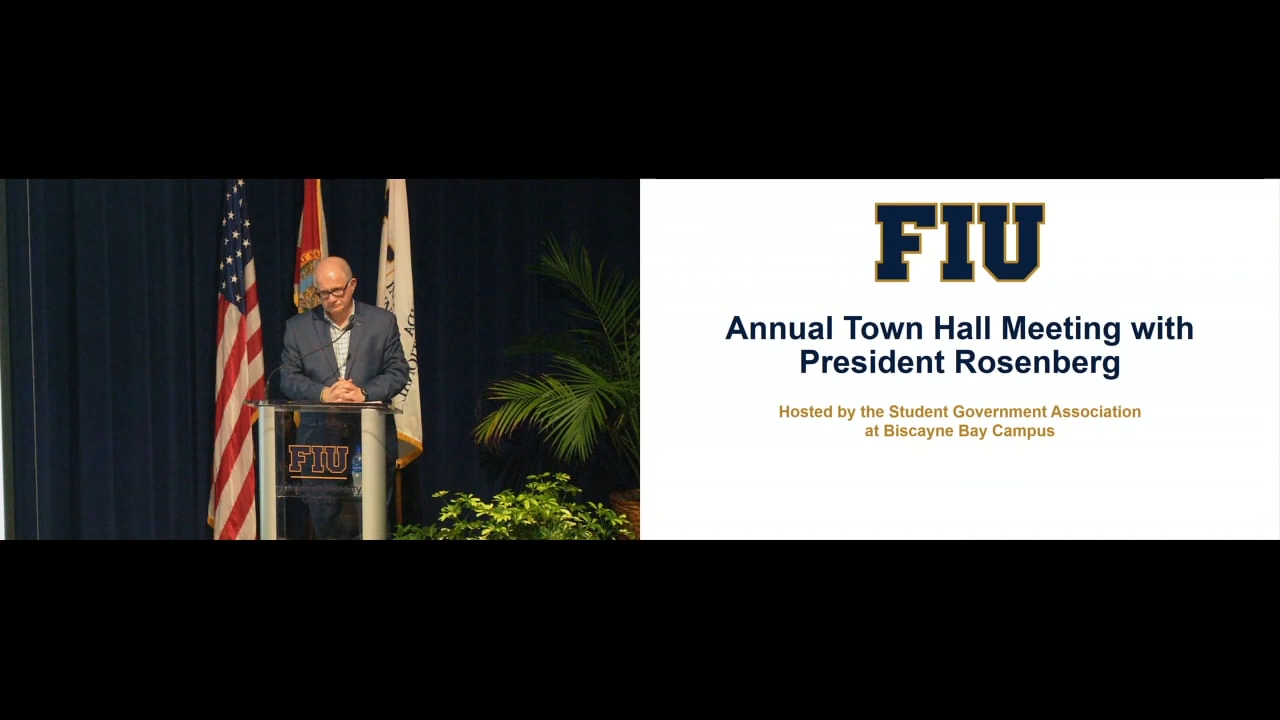 FIU
FIU
Annual Town Hall Meeting with
President Rosenberg
Hosted by the Student Government Association
at Biscayne Bay Campus